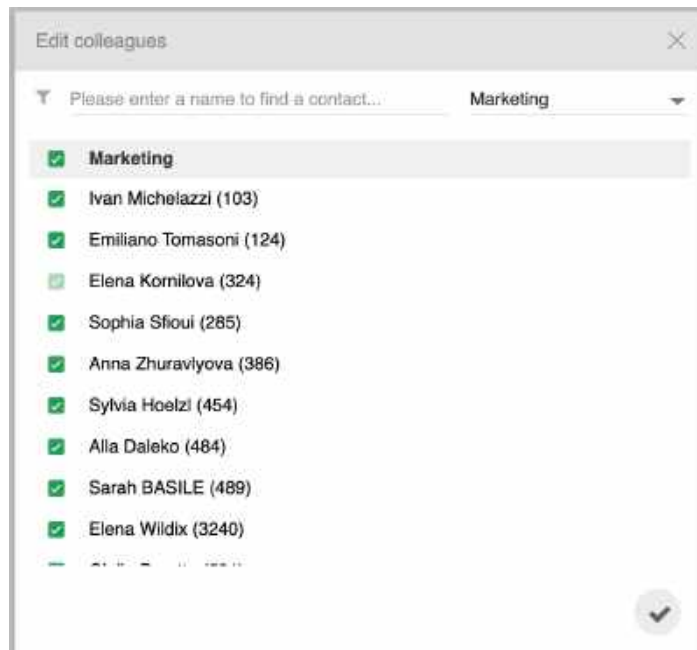 Edit colleagues
Please enter a name to find a contact... Marketing
Marketing
Ivan Michelazzi (103)
Emiliano Tomasoni (124)
Elena Kornilova (324)
Sophia Sfioui (285)
Anna Zhuravlyova (386)
Sylvia Hoelzl (454)
Alla Daleko (484)
Sarah BASILE (489)
Elena Wildix (3240)